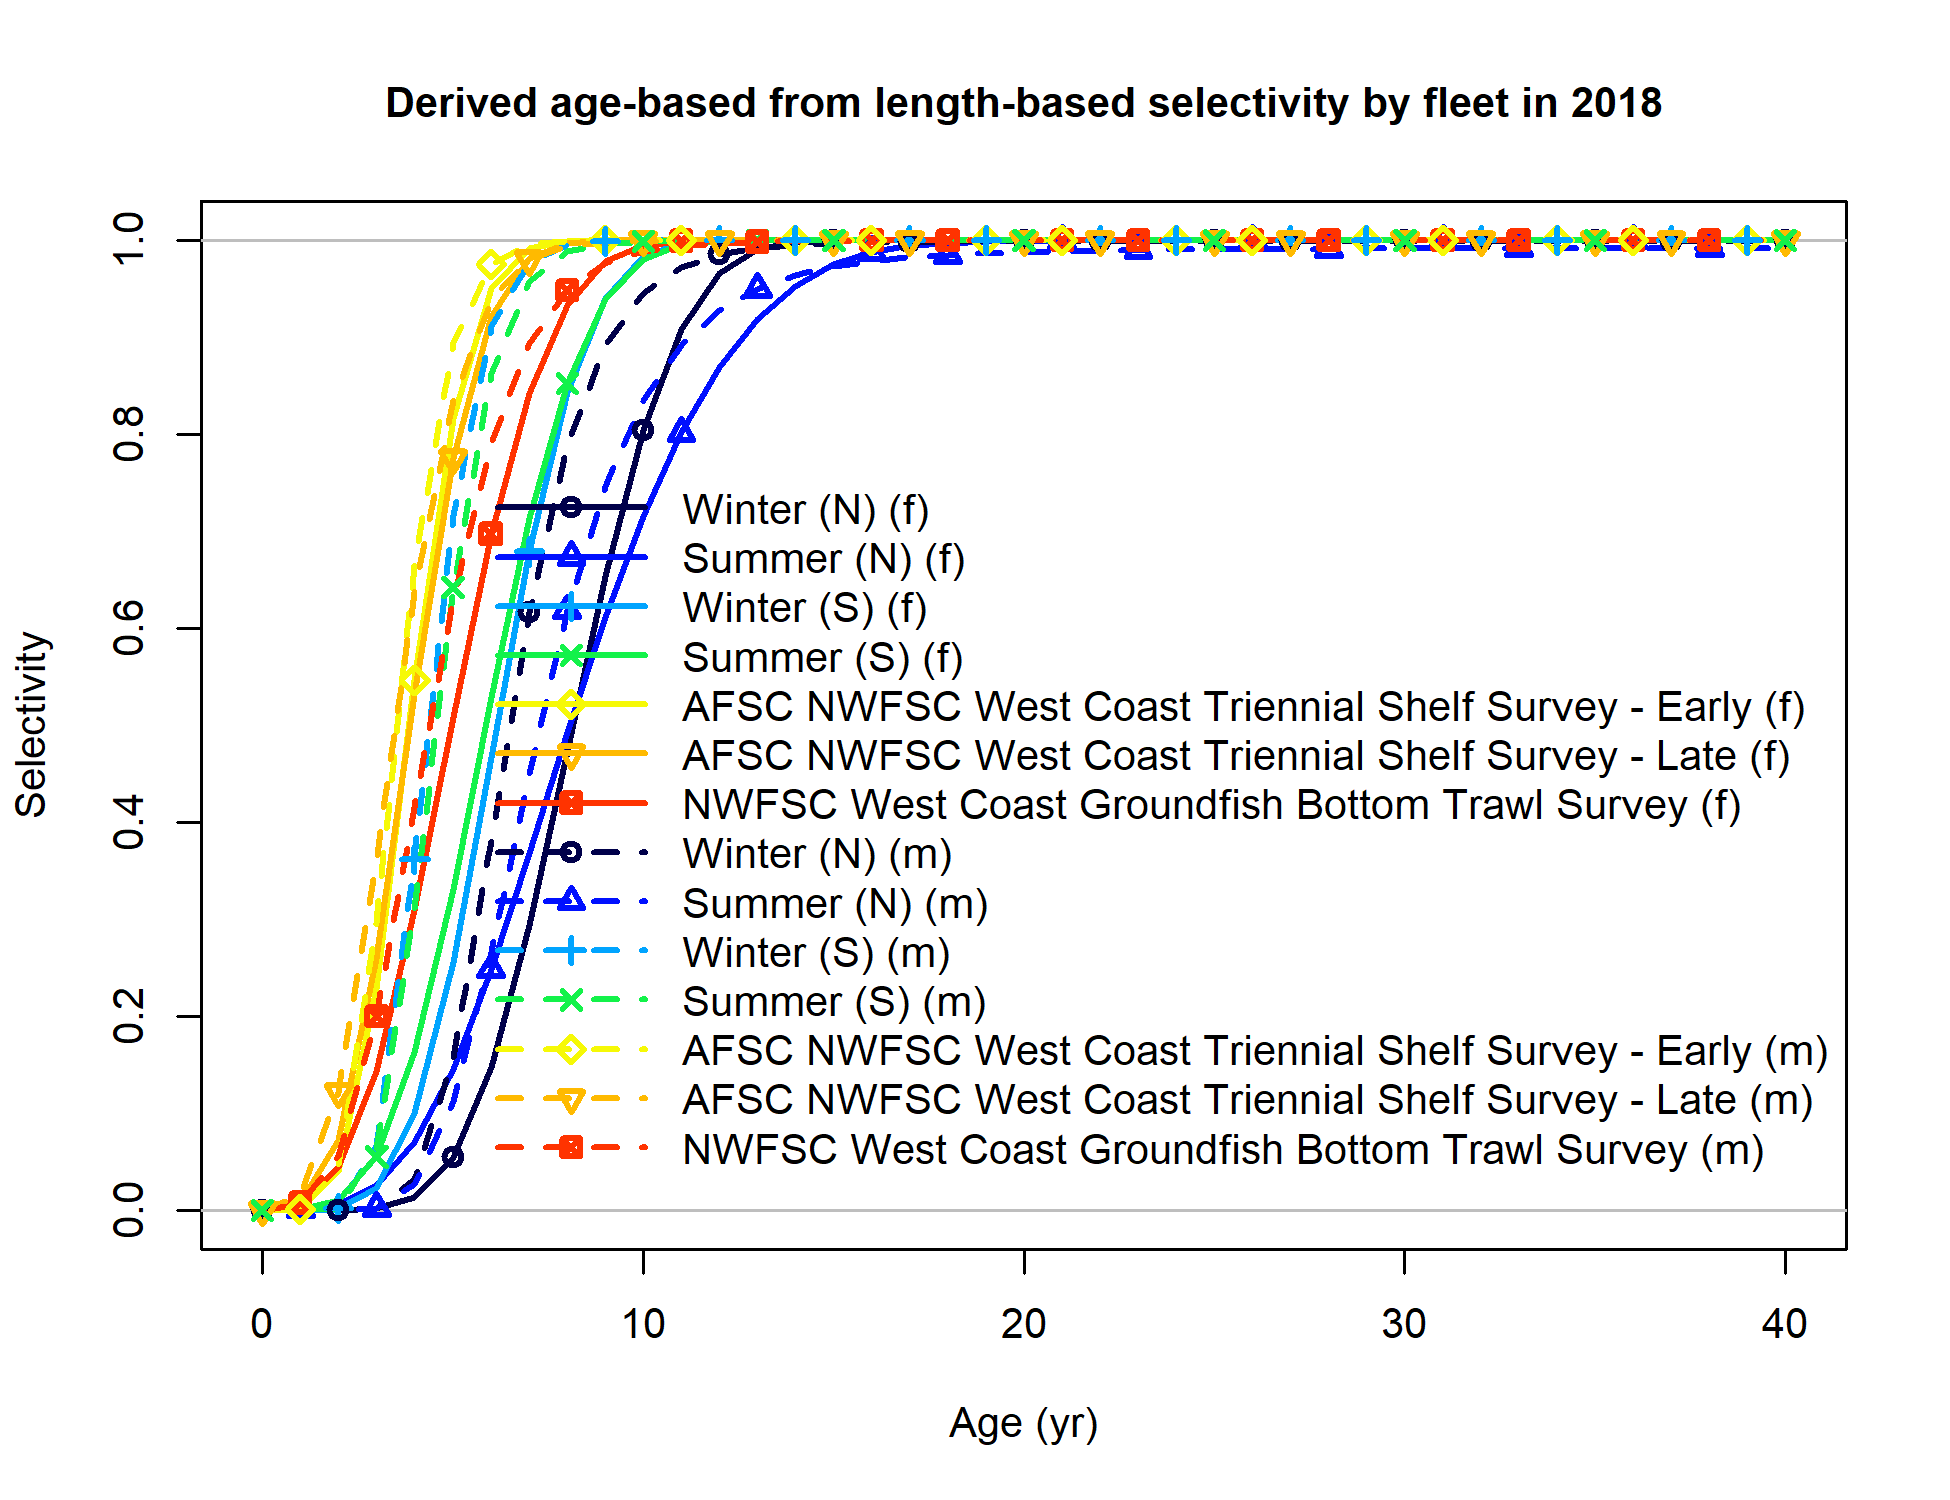 Derived age-based from length-based selectivity by fleet in 2018
Selectivity
1.0
0.8
0.6
0.4
0.2
0.0
Winter (N) (f)
Summer (N) (f)
Winter (S) (f)
Summer (S) (f)
AFSC NWFSC West Coast Triennial Shelf Survey - Early (f)
AFSC NWFSC West Coast Triennial Shelf Survey - Late (f)
NWFSC West Coast Groundfish Bottom Trawl Survey (f)
Winter (N) (m)
Summer (N) (m)
Winter (S) (m)
Summer (S) (m)
AFSC NWFSC West Coast Triennial Shelf Survey - Early (m)
AFSC NWFSC West Coast Triennial Shelf Survey - Late (m)
NWFSC West Coast Groundfish Bottom Trawl Survey (m)
0 10 20 30 40
Age (yr)